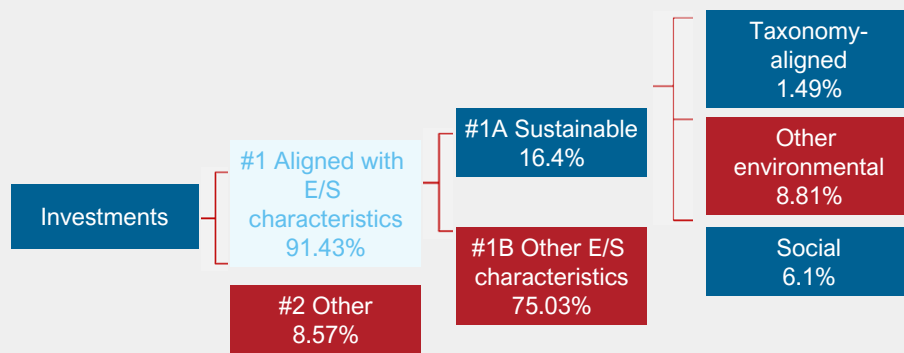 Investments
#1 Aligned with
E/S
characteristics
91.43%
#2 Other
8.57%
#1A Sustainable
16.4%
#1B Other E/S
characteristics
75.03%
Taxonomy-
aligned
1.49%
Other
environmental
8.81%
Social
6.1%